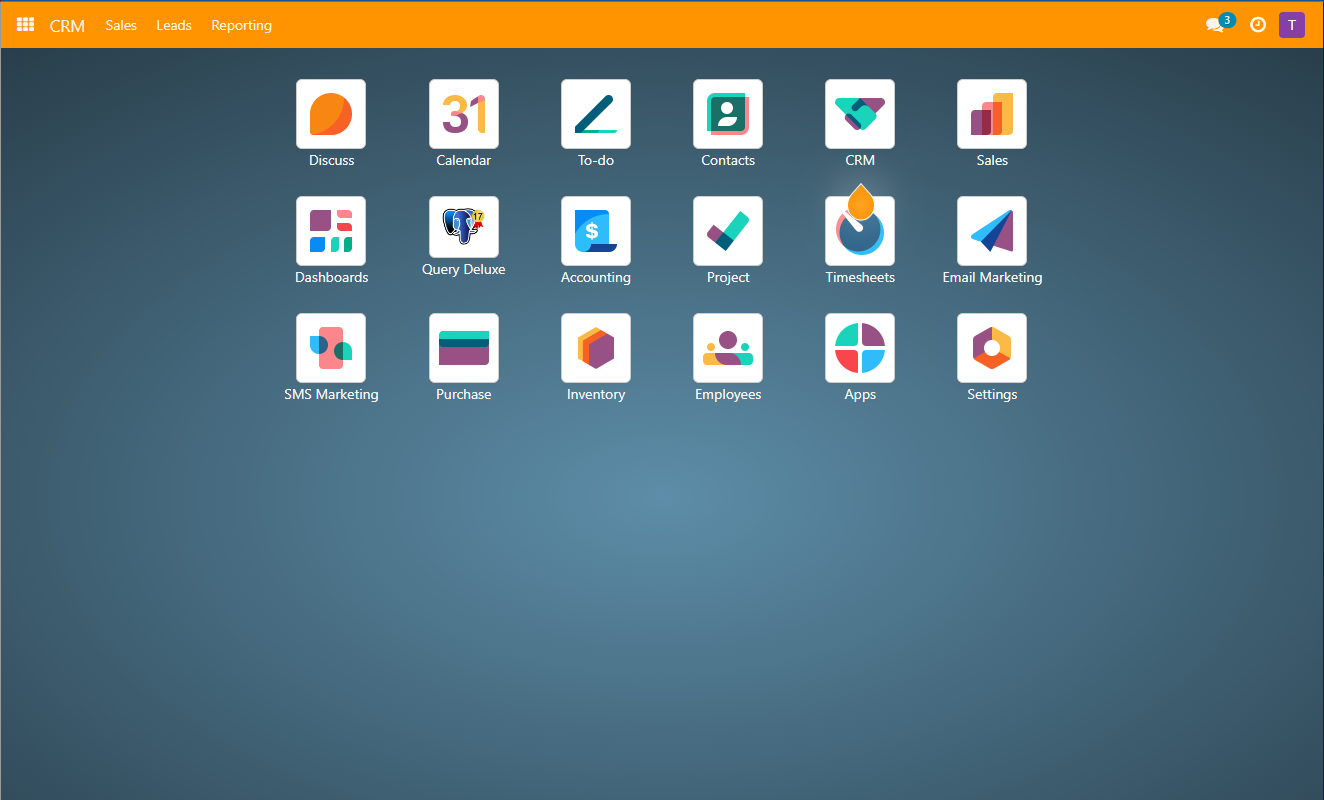 CRM Sales Leads Reporting 3 T
31
Discuss Calendar To-do Contacts CRM Sales
17
$
Dashboards Query Deluxe Accounting Project Timesheets Email Marketing
SMS Marketing Purchase Inventory Employees Apps Settings